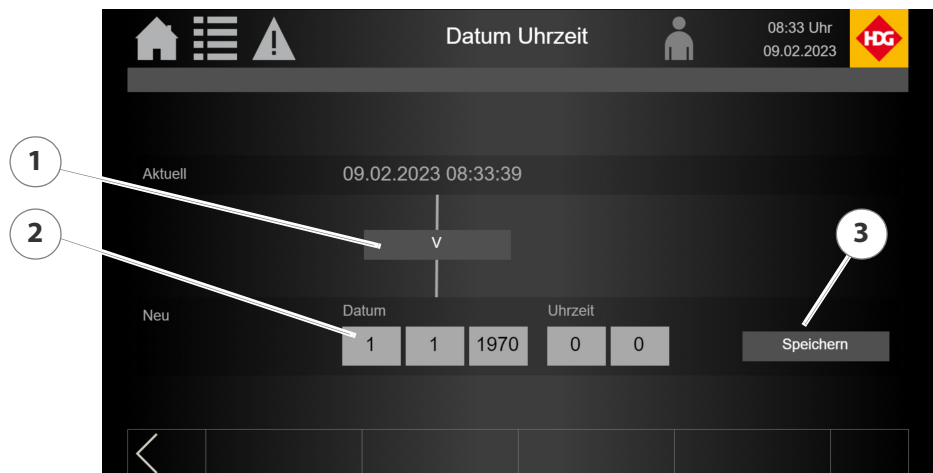 Datum Uhrzeit
08:33 Uhr
09.02.2023
HDG
1
Aktuell
09.02.2023 08:33:39
2
V
3
Neu
Datum
Uhrzeit
1 1 1970 0 0
Speichern